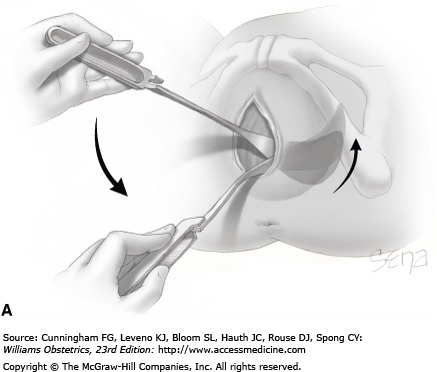 Sena
A
Source: Cunningham FG, Leveno KJ, Bloom SL, Hauth JC, Rouse DJ, Spong CY:
Williams Obstetrics, 23rd Edition: http://www.accessmedicine.com
Copyright © The McGraw-Hill Companies, Inc. All rights reserved.